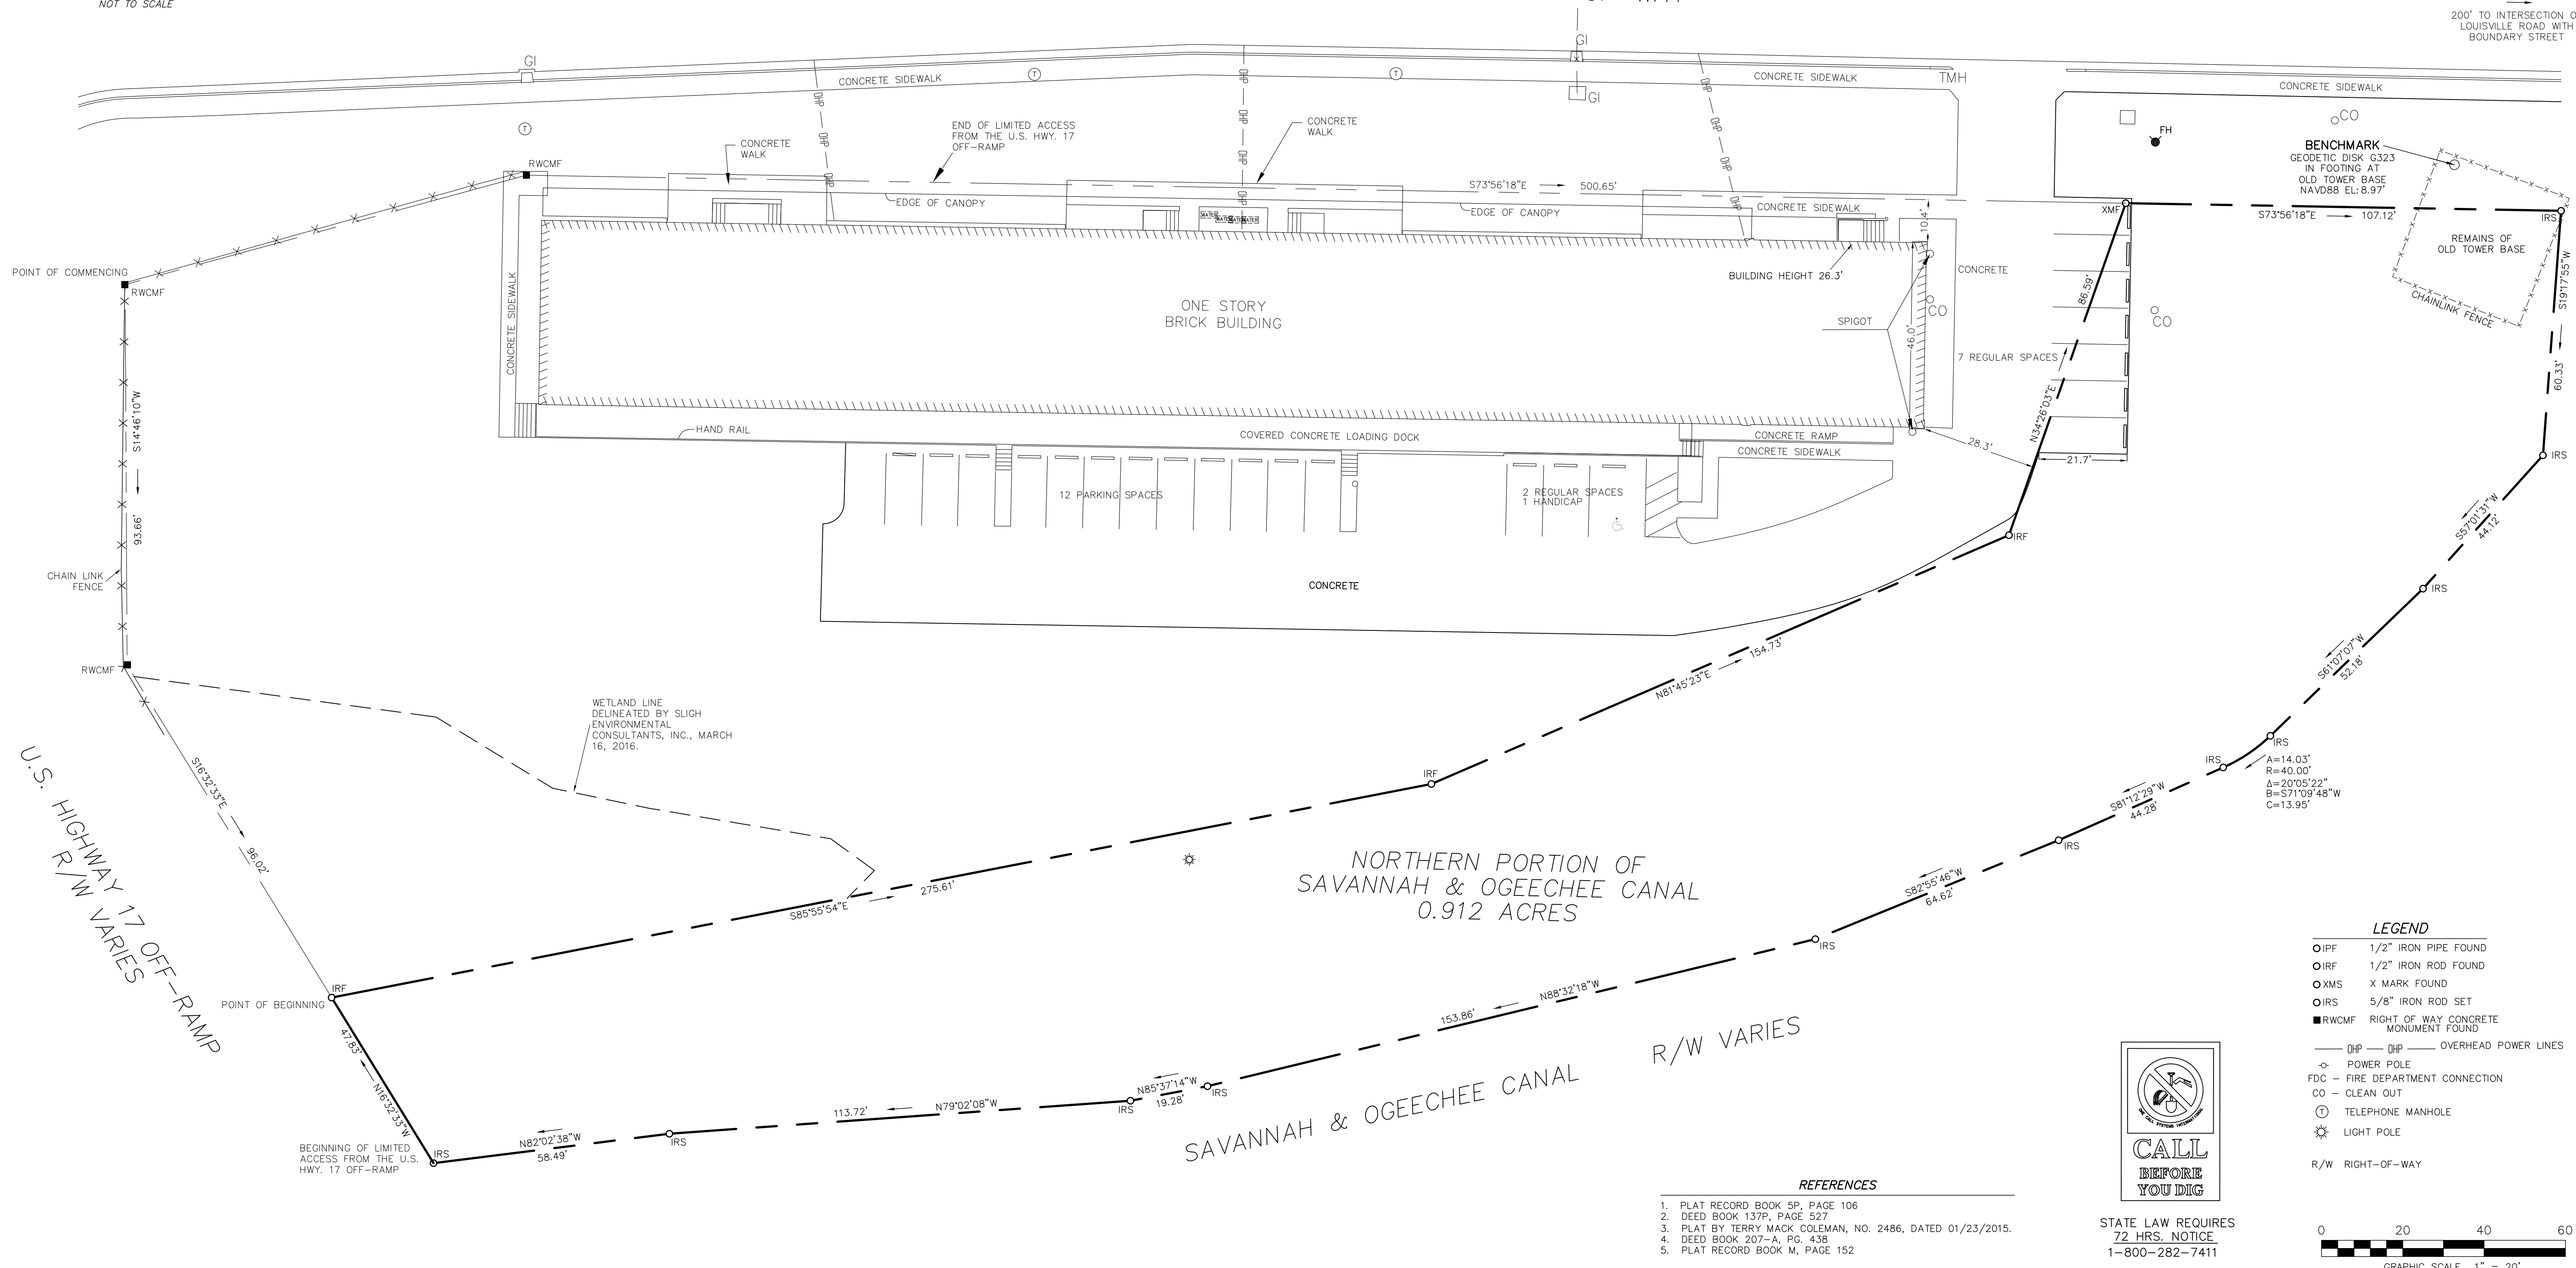 NOT TO SCALE
200' TO INTERSECTION O
LOUISVILLE ROAD WITH
BOUNDARY STREET
GI
GI
GI
CONCRETE SIDEWALK
T
T
CONCRETE SIDEWALK
TMH
CONCRETE SIDEWALK
OHP
OHP
OHP
OHP
OHP
OHP
OHP
OHP
OHP
OHP
OHP
OHP
T
CONCRETE
WALK
END OF LIMITED ACCESS
FROM THE U.S. HWY. 17
OFF-RAMP
CONCRETE
WALK
CO
FH
BENCHMARK
GEODETIC DISK G323
IN FOOTING AT
OLD TOWER BASE
NAVD88 EL:8.97'
RWCMF
S73°56'18"E
500.65'
EDGE OF CANOPY
EDGE OF CANOPY
CONCRETE SIDEWALK
WATER
WATER
WATER
WATER
10.4'
XMF
S73°56'18"E
107.12'
IRS
REMAINS OF
OLD TOWER BASE
CHAINLINK FENCE
S19°17'55"W
60.33'
POINT OF COMMENCING
RWCMF
CONCRETE SIDEWALK
ONE STORY
BRICK BUILDING
BUILDING HEIGHT 26.3'
CONCRETE
CO
CO
SPIGOT
46.0'
86.59'
N34°26'03"E
7 REGULAR SPACES
S14°46'10"W
93.66'
HAND RAIL
COVERED CONCRETE LOADING DOCK
CONCRETE RAMP
CONCRETE SIDEWALK
28.3'
21.7'
IRS
12 PARKING SPACES
2 REGULAR SPACES
1 HANDICAP
IRF
S57°01'31"W
44.12'
CHAIN LINK
FENCE
CONCRETE
IRS
N81°45'23"E
154.73'
S61°07'07"W
52.18'
RWCMF
WETLAND LINE
DELINEATED BY SLIGH
ENVIRONMENTAL
CONSULTANTS, INC., MARCH
16, 2016.
IRS
IRS
A=14.03'
R=40.00'
Δ=20°05'22"
B=S71°09'48"W
C=13.95'
IRF
S81°12'29"W
44.28'
IRS
U.S. HIGHWAY 17 OFF-RAMP
R/W VARIES
S16°32'33"E
96.02'
S85°55'54"E
275.61'
NORTHERN PORTION OF
SAVANNAH & OGEECHEE CANAL
0.912 ACRES
S82°55'46"W
64.62'
IRS
IRF
POINT OF BEGINNING
47.83'
N16°32'33"W
153.86'
N88°32'18"W
SAVANNAH & OGEECHEE CANAL
R/W VARIES
N85°37'14"W
19.28'
IRS
IRS
113.72'
N79°02'08"W
IRS
N82°02'38"W
58.49'
IRS
BEGINNING OF LIMITED
ACCESS FROM THE U.S.
HWY. 17 OFF-RAMP
LEGEND
IPF 1/2" IRON PIPE FOUND
IRF 1/2" IRON ROD FOUND
XMS X MARK FOUND
IRS 5/8" IRON ROD SET
RWCMF RIGHT OF WAY CONCRETE
MONUMENT FOUND
OHP OHP OVERHEAD POWER LINES
POWER POLE
FDC - FIRE DEPARTMENT CONNECTION
CO - CLEAN OUT
T TELEPHONE MANHOLE
LIGHT POLE
R/W RIGHT-OF-WAY
ONE CALL SYSTEMS INTERNATIONAL
CALL
BEFORE
YOU DIG
STATE LAW REQUIRES
72 HRS. NOTICE
1-800-282-7411
REFERENCES
1. PLAT RECORD BOOK 5P, PAGE 106
2. DEED BOOK 137P, PAGE 527
3. PLAT BY TERRY MACK COLEMAN, NO. 2486, DATED 01/23/2015.
4. DEED BOOK 207-A, PG. 438
5. PLAT RECORD BOOK M, PAGE 152
0 20 40 60
GRAPHIC SCALE 1" = 20'